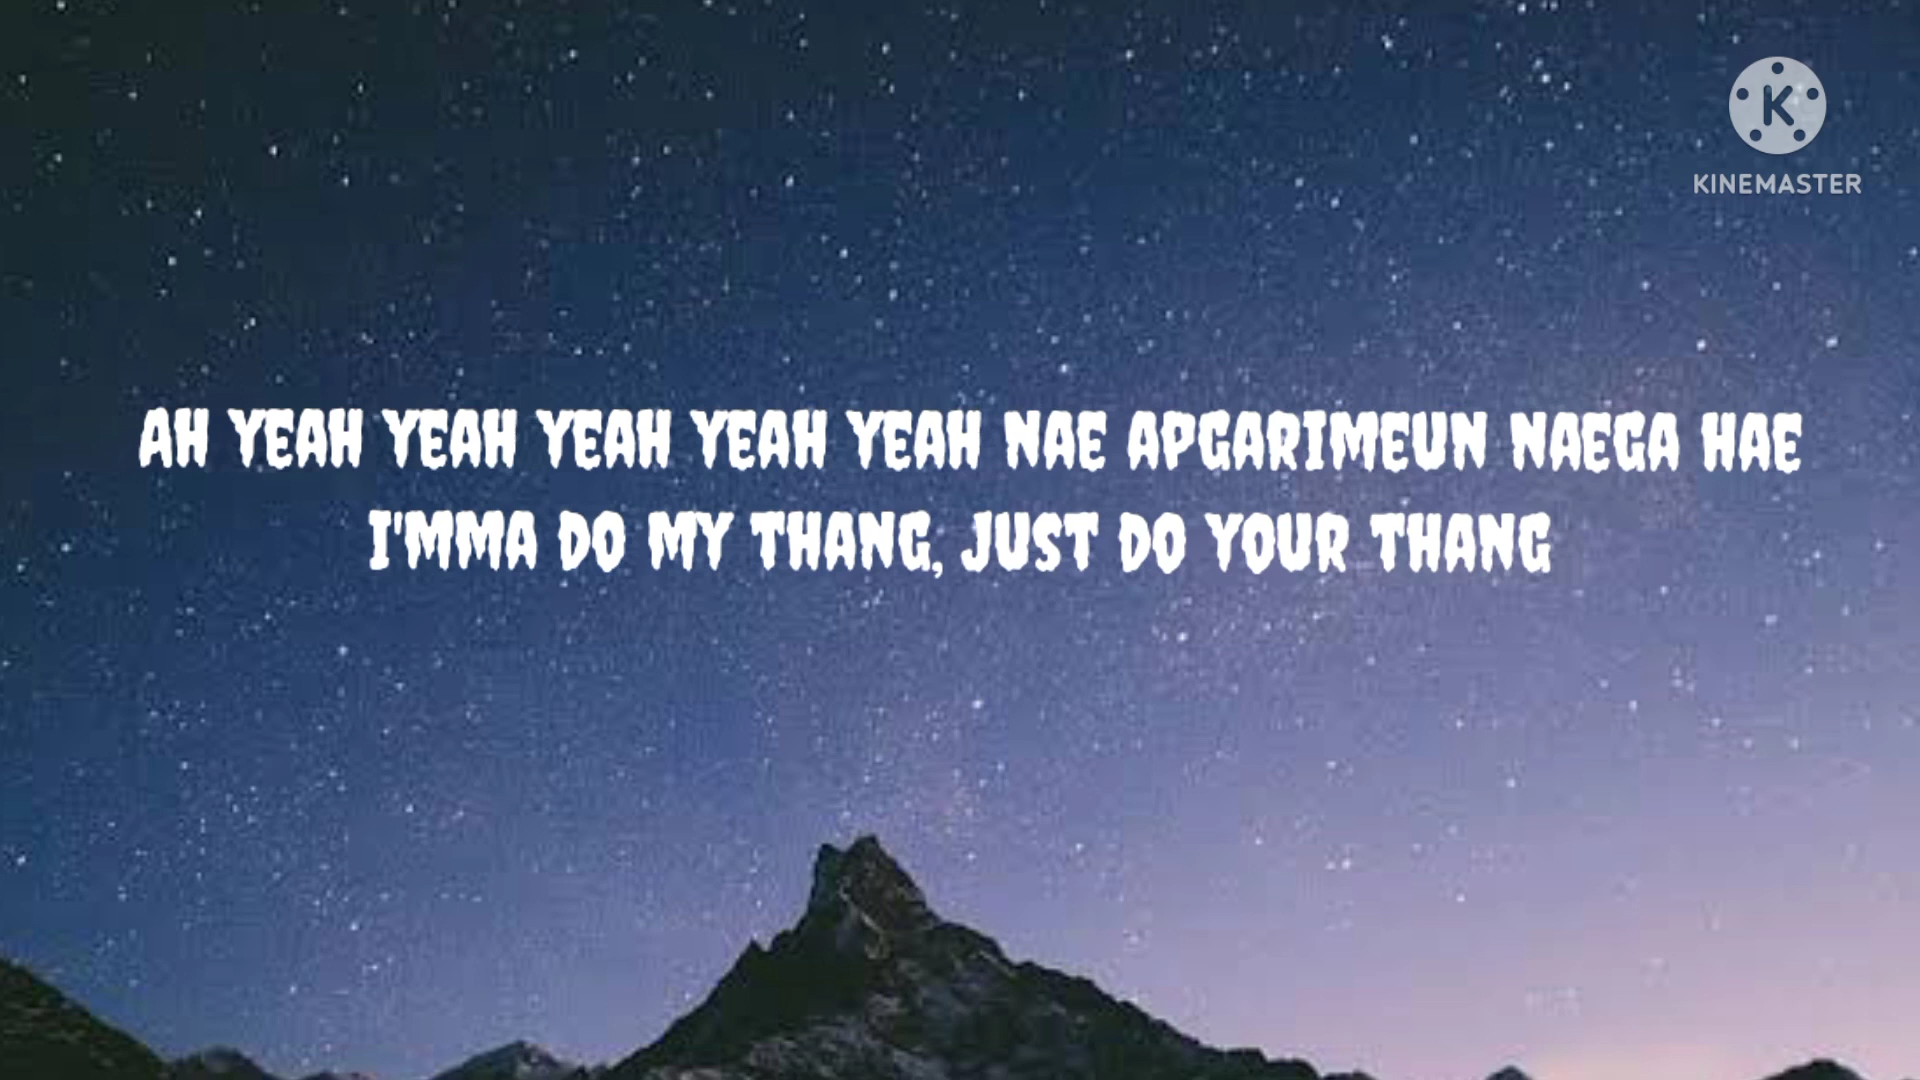 KINEMASTER
AH YEAH YEAH YEAH YEAH YEAH NAE APGARIMEUN NAEGA HAE
I'MMA DO MY THANG, JUST DO YOUR THANG